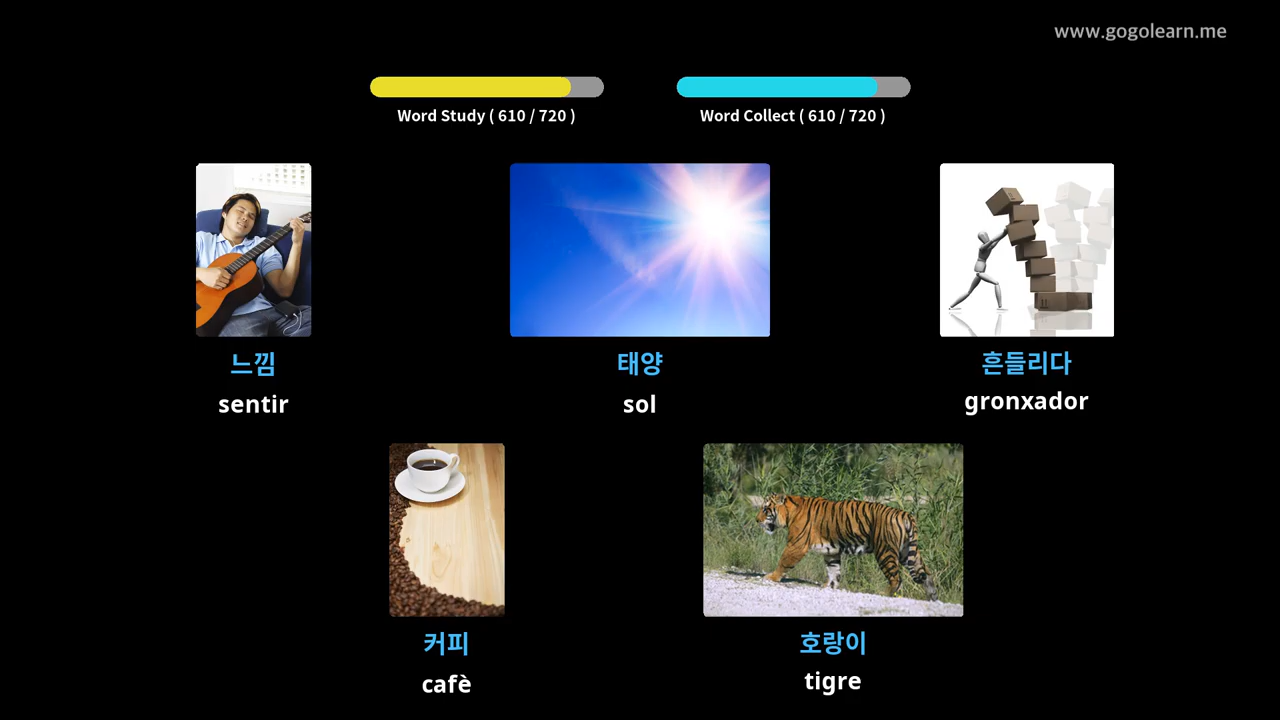 www.gogolearn.me
Word Study ( 610 / 720 )
Word Collect ( 610 / 720 )
느낌
sentir
태양
sol
흔들리다
gronxador
커피
cafè
호랑이
tigre